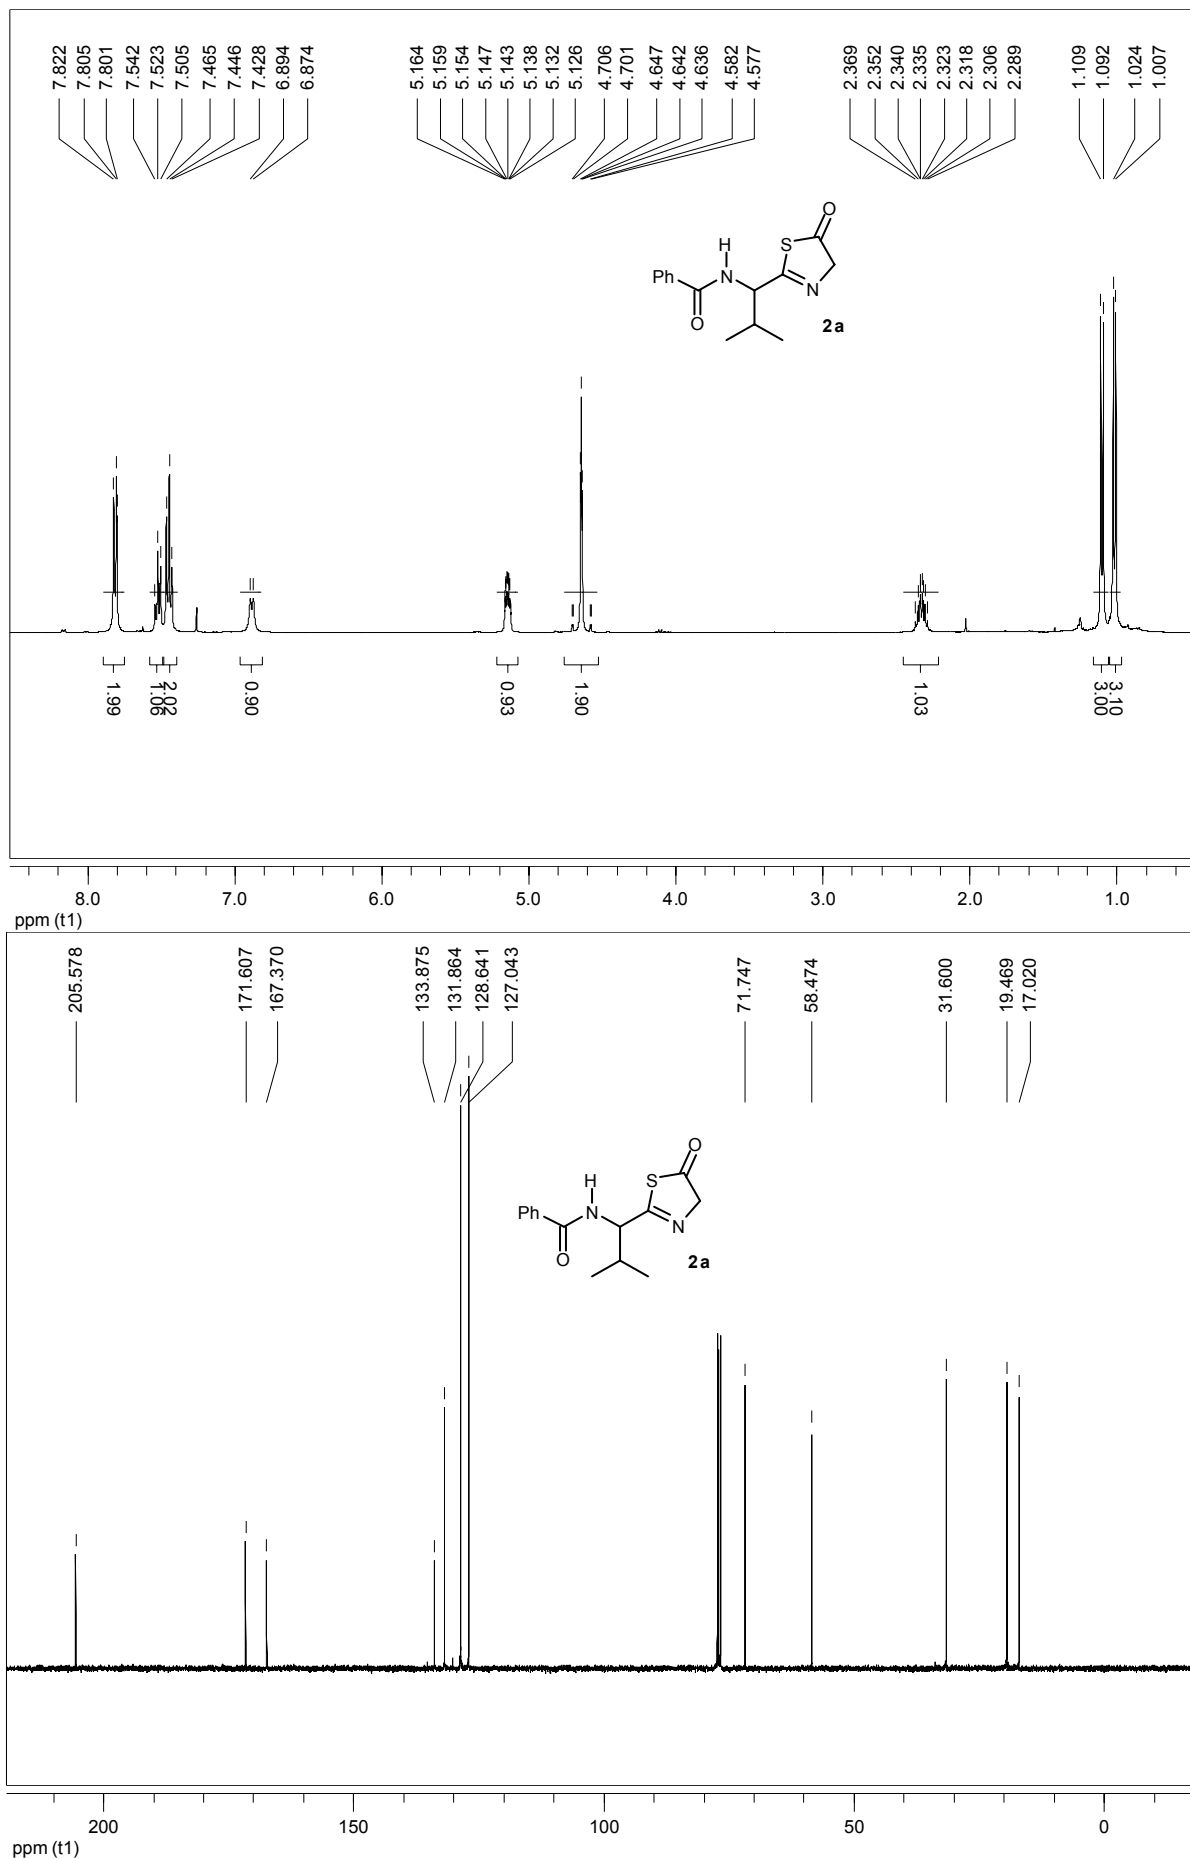 7.822
7.805
7.801
7.542
7.523
7.505
7.465
7.446
7.428
6.894
6.874
5.164
5.159
5.154
5.147
5.143
5.138
5.132
5.126
4.706
4.701
4.647
4.642
4.636
4.582
4.577
2.369
2.352
2.340
2.335
2.323
2.318
2.306
2.289
1.109
1.092
1.024
1.007
O
S
H
N
Ph
N
O
2a
1.99
1.06
2.02
0.90
0.93
1.90
1.03
3.00
3.10
8.0 7.0 6.0 5.0 4.0 3.0 2.0 1.0
ppm (t1)
205.578
171.607
167.370
133.875
131.864
128.641
127.043
71.747
58.474
31.600
19.469
17.020
O
S
H
N
Ph
N
O
2a
200 150 100 50 0
ppm (t1)